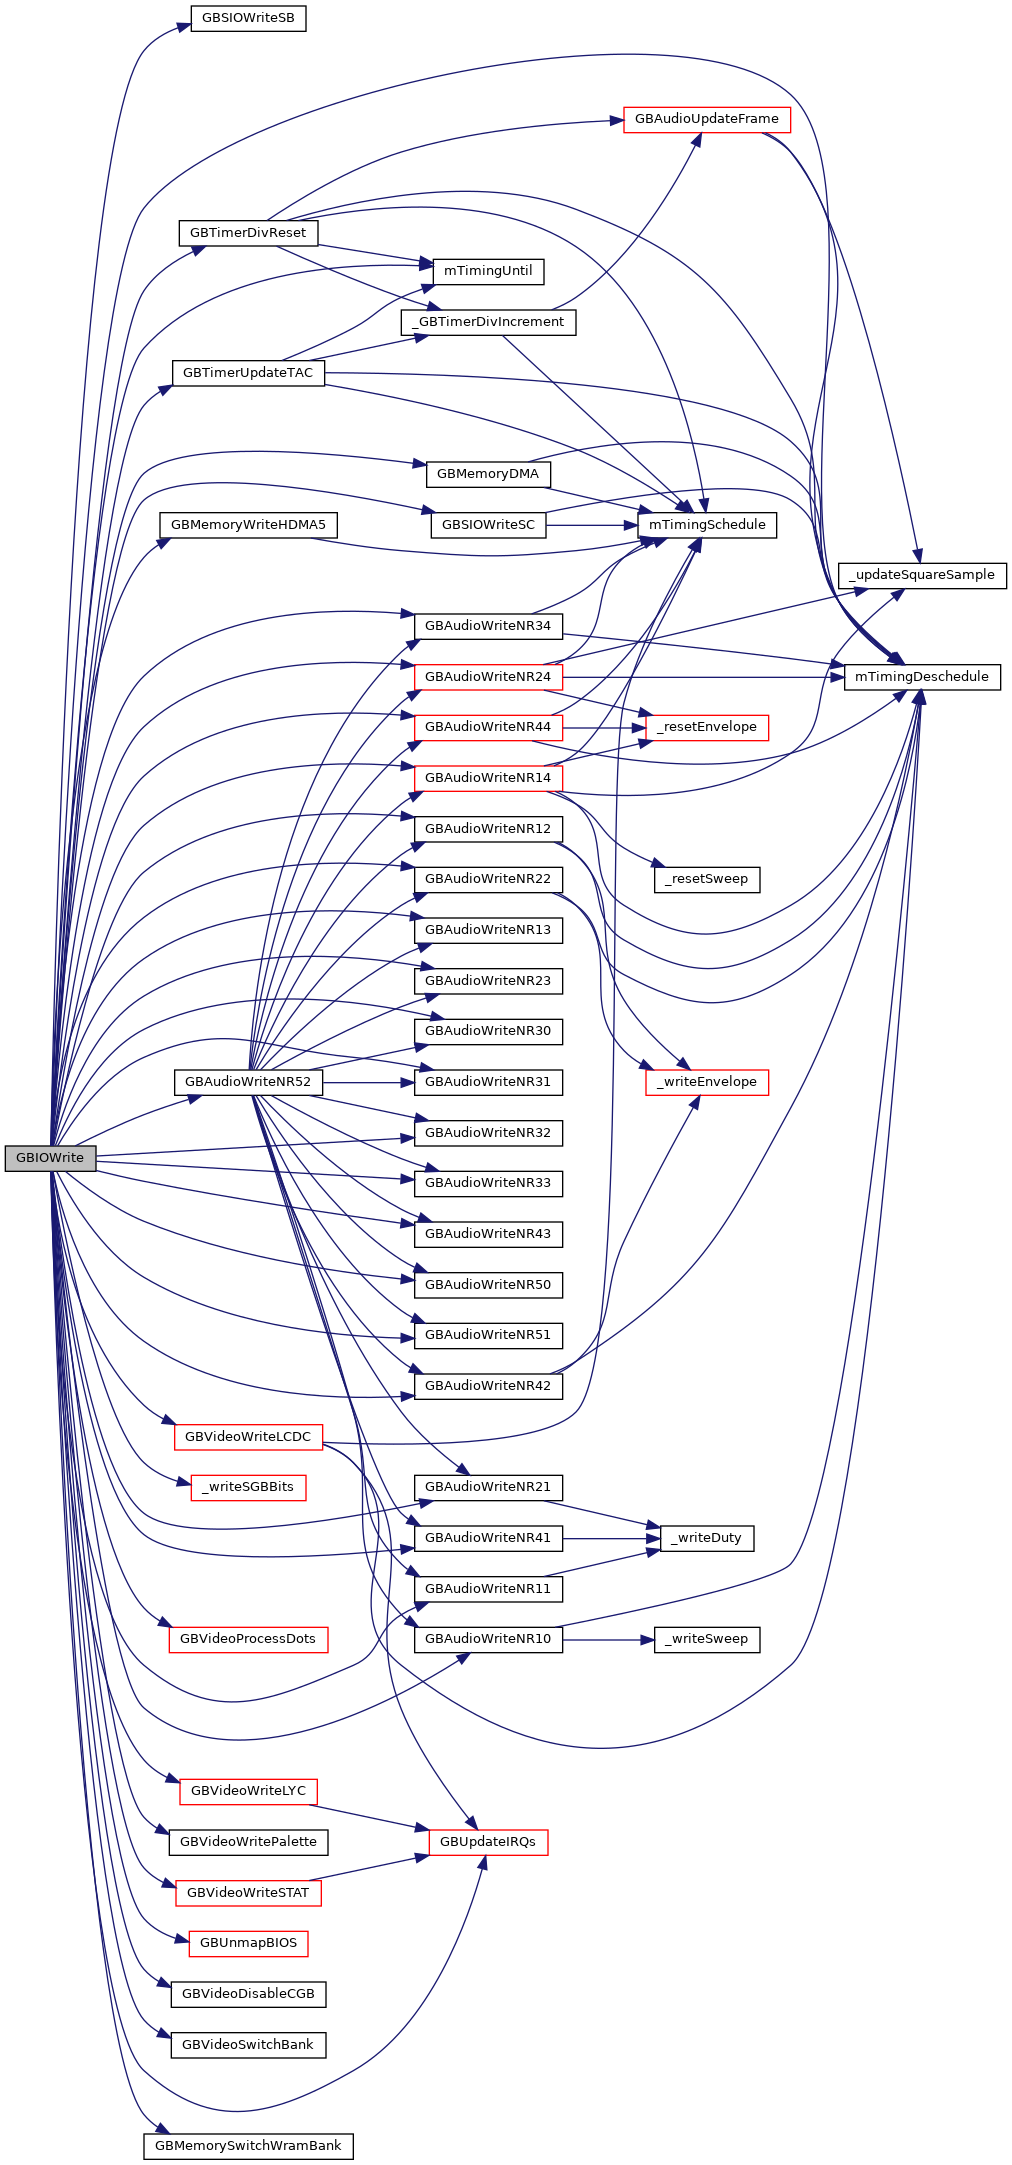 GBSIOWriteSB
GBAudioUpdateFrame
GBTimerDivReset
mTimingUntil
_GBTimerDivIncrement
GBTimerUpdateTAC
GBMemoryDMA
GBMemoryWriteHDMA5
GBSIOWriteSC
mTimingSchedule
_updateSquareSample
GBAudioWriteNR34
GBAudioWriteNR24
mTimingDeschedule
GBAudioWriteNR44
_resetEnvelope
GBAudioWriteNR14
GBAudioWriteNR12
GBAudioWriteNR22
_resetSweep
GBAudioWriteNR13
GBAudioWriteNR23
GBAudioWriteNR30
GBAudioWriteNR52
GBAudioWriteNR31
_writeEnvelope
GBAudioWriteNR32
GBIOWrite
GBAudioWriteNR33
GBAudioWriteNR43
GBAudioWriteNR50
GBAudioWriteNR51
GBAudioWriteNR42
GBVideoWriteLCDC
_writeSGBBits
GBAudioWriteNR21
GBAudioWriteNR41
_writeDuty
GBAudioWriteNR11
GBVideoProcessDots
GBAudioWriteNR10
_writeSweep
GBVideoWriteLYC
GBVideoWritePalette
GBUpdateIRQs
GBVideoWriteSTAT
GBUnmapBIOS
GBVideoDisableCGB
GBVideoSwitchBank
GBMemorySwitchWramBank